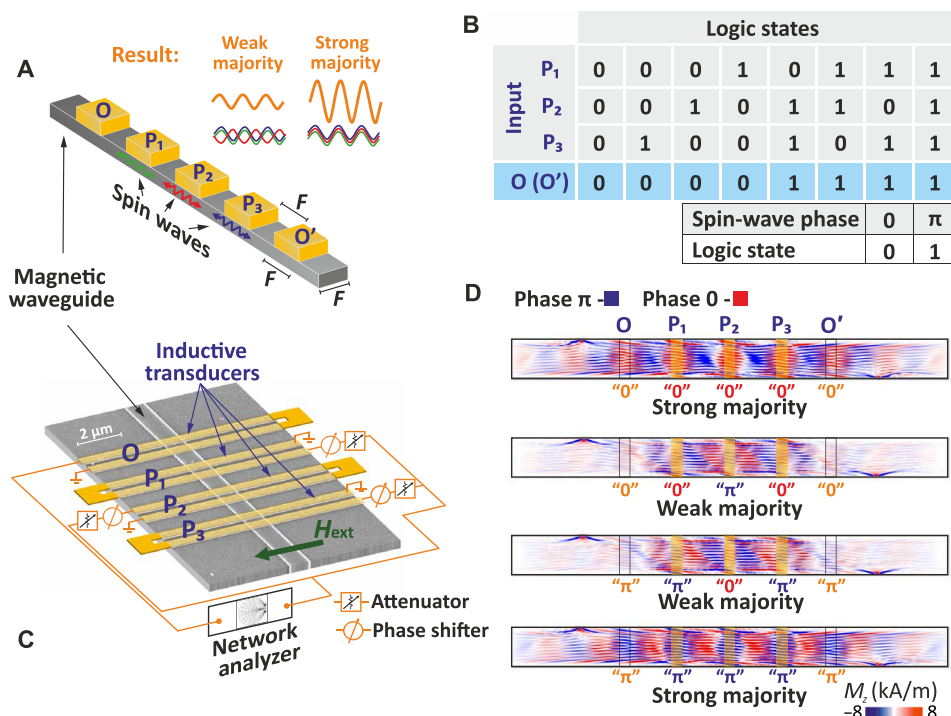 A
Result:
Weak
majority
Strong
majority
O
P₁
P₂
P₃
O'
Spin waves
F
F
F
Magnetic
waveguide
B
Logic states
Input
P₁ 0 0 0 1 0 1 1 1
P₂ 0 0 1 0 1 1 0 1
P₃ 0 1 0 0 1 0 1 1
O (O') 0 0 0 0 1 1 1 1
Spin-wave phase 0 π
Logic state 0 1
C
Inductive
transducers
2 μm
O
P₁
P₂
P₃
Hext
Network
analyzer
Attenuator
Phase shifter
D
Phase π - Phase 0 -
O P₁ P₂ P₃ O'
“0” “0” “0” “0” “0”
Strong majority
“0” “0” “π” “0” “0”
Weak majority
“π” “π” “0” “π” “π”
Weak majority
“π” “π” “π” “π” “π”
Strong majority
Mz (kA/m)
–8 8